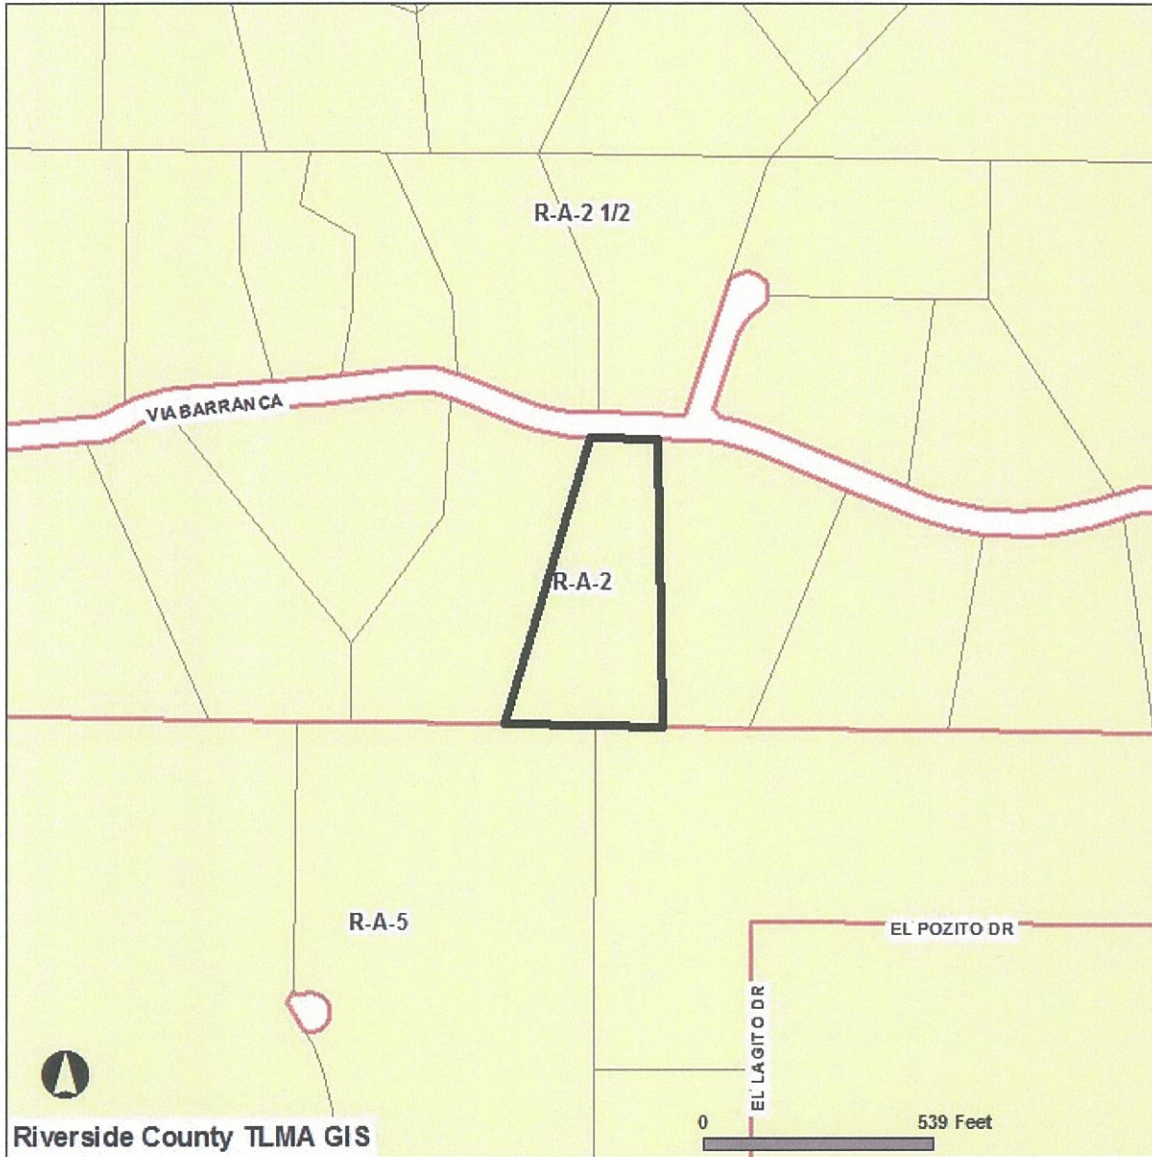 R-A-2 1/2
VIA BARRANCA
R-A-2
R-A-5
EL POZITO DR
EL LAGITO DR
0 539 Feet
Riverside County TLMA GIS